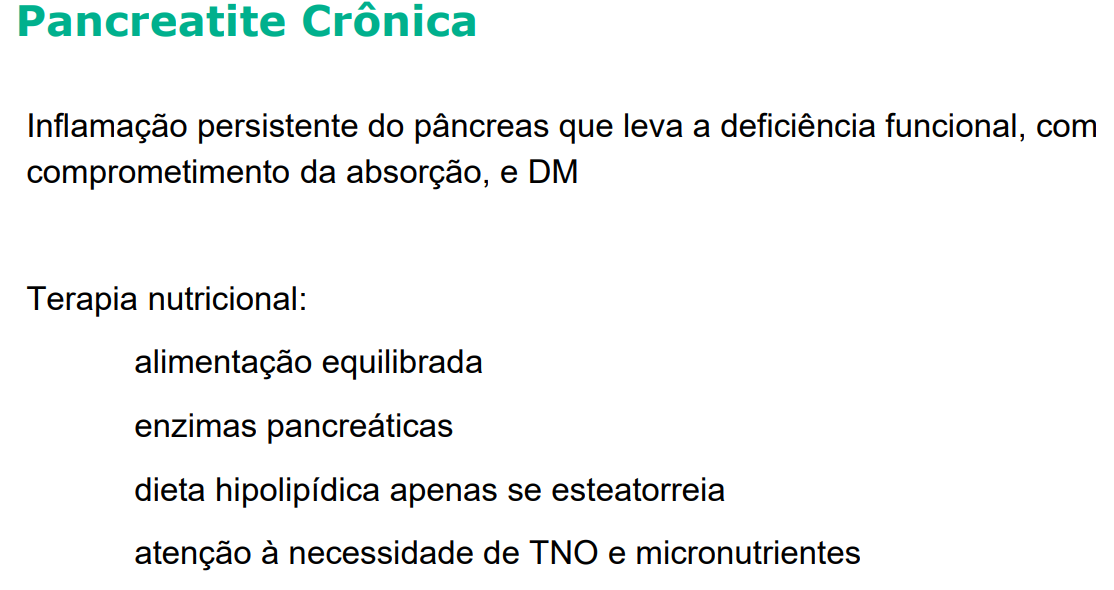 Pancreatite Crônica
Inflamação persistente do pâncreas que leva a deficiência funcional, com
comprometimento da absorção, e DM
Terapia nutricional:
alimentação equilibrada
enzimas pancreáticas
dieta hipolipídica apenas se esteatorreia
atenção à necessidade de TNO e micronutrientes